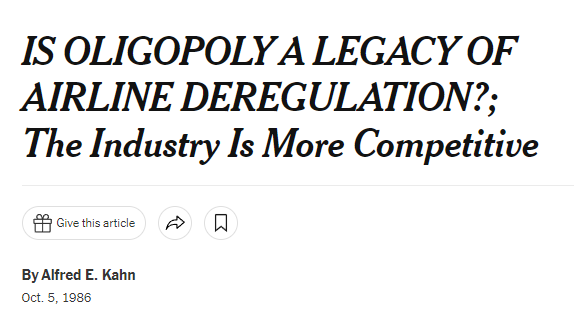 IS OLIGOPOLY A LEGACY OF
AIRLINE DEREGULATION?;
The Industry Is More Competitive
Give this article
By Alfred E. Kahn
Oct. 5, 1986